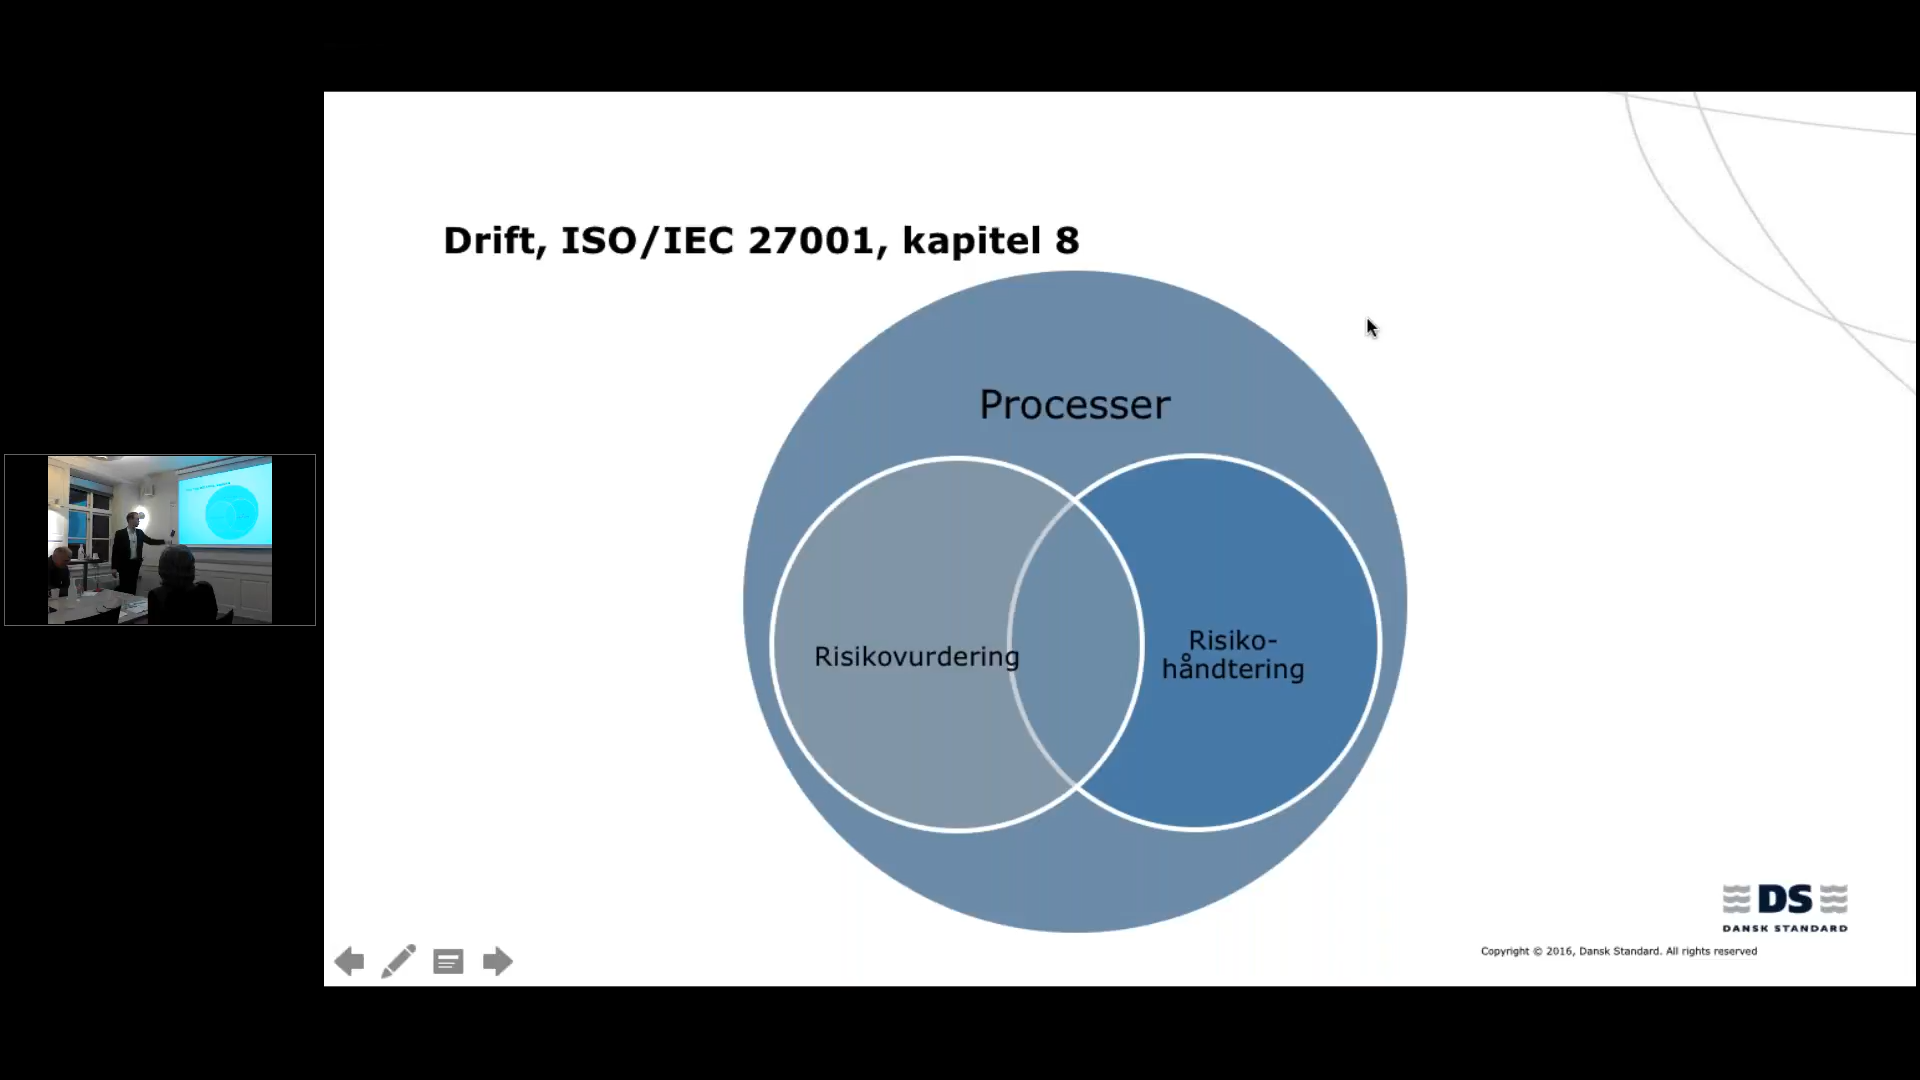 Drift, ISO/IEC 27001, kapitel 8
Processer
Risikovurdering
Risiko-
håndtering
DS
DANSK STANDARD
Copyright © 2016, Dansk Standard. All rights reserved